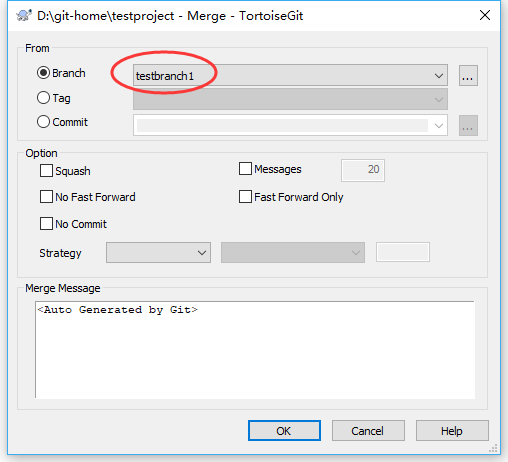 D:\git-home\testproject - Merge - TortoiseGit
From
Branch
testbranch1
...
Tag
Commit
...
Option
Squash
Messages
20
No Fast Forward
Fast Forward Only
No Commit
Strategy
Merge Message
<Auto Generated by Git>
OK
Cancel
Help